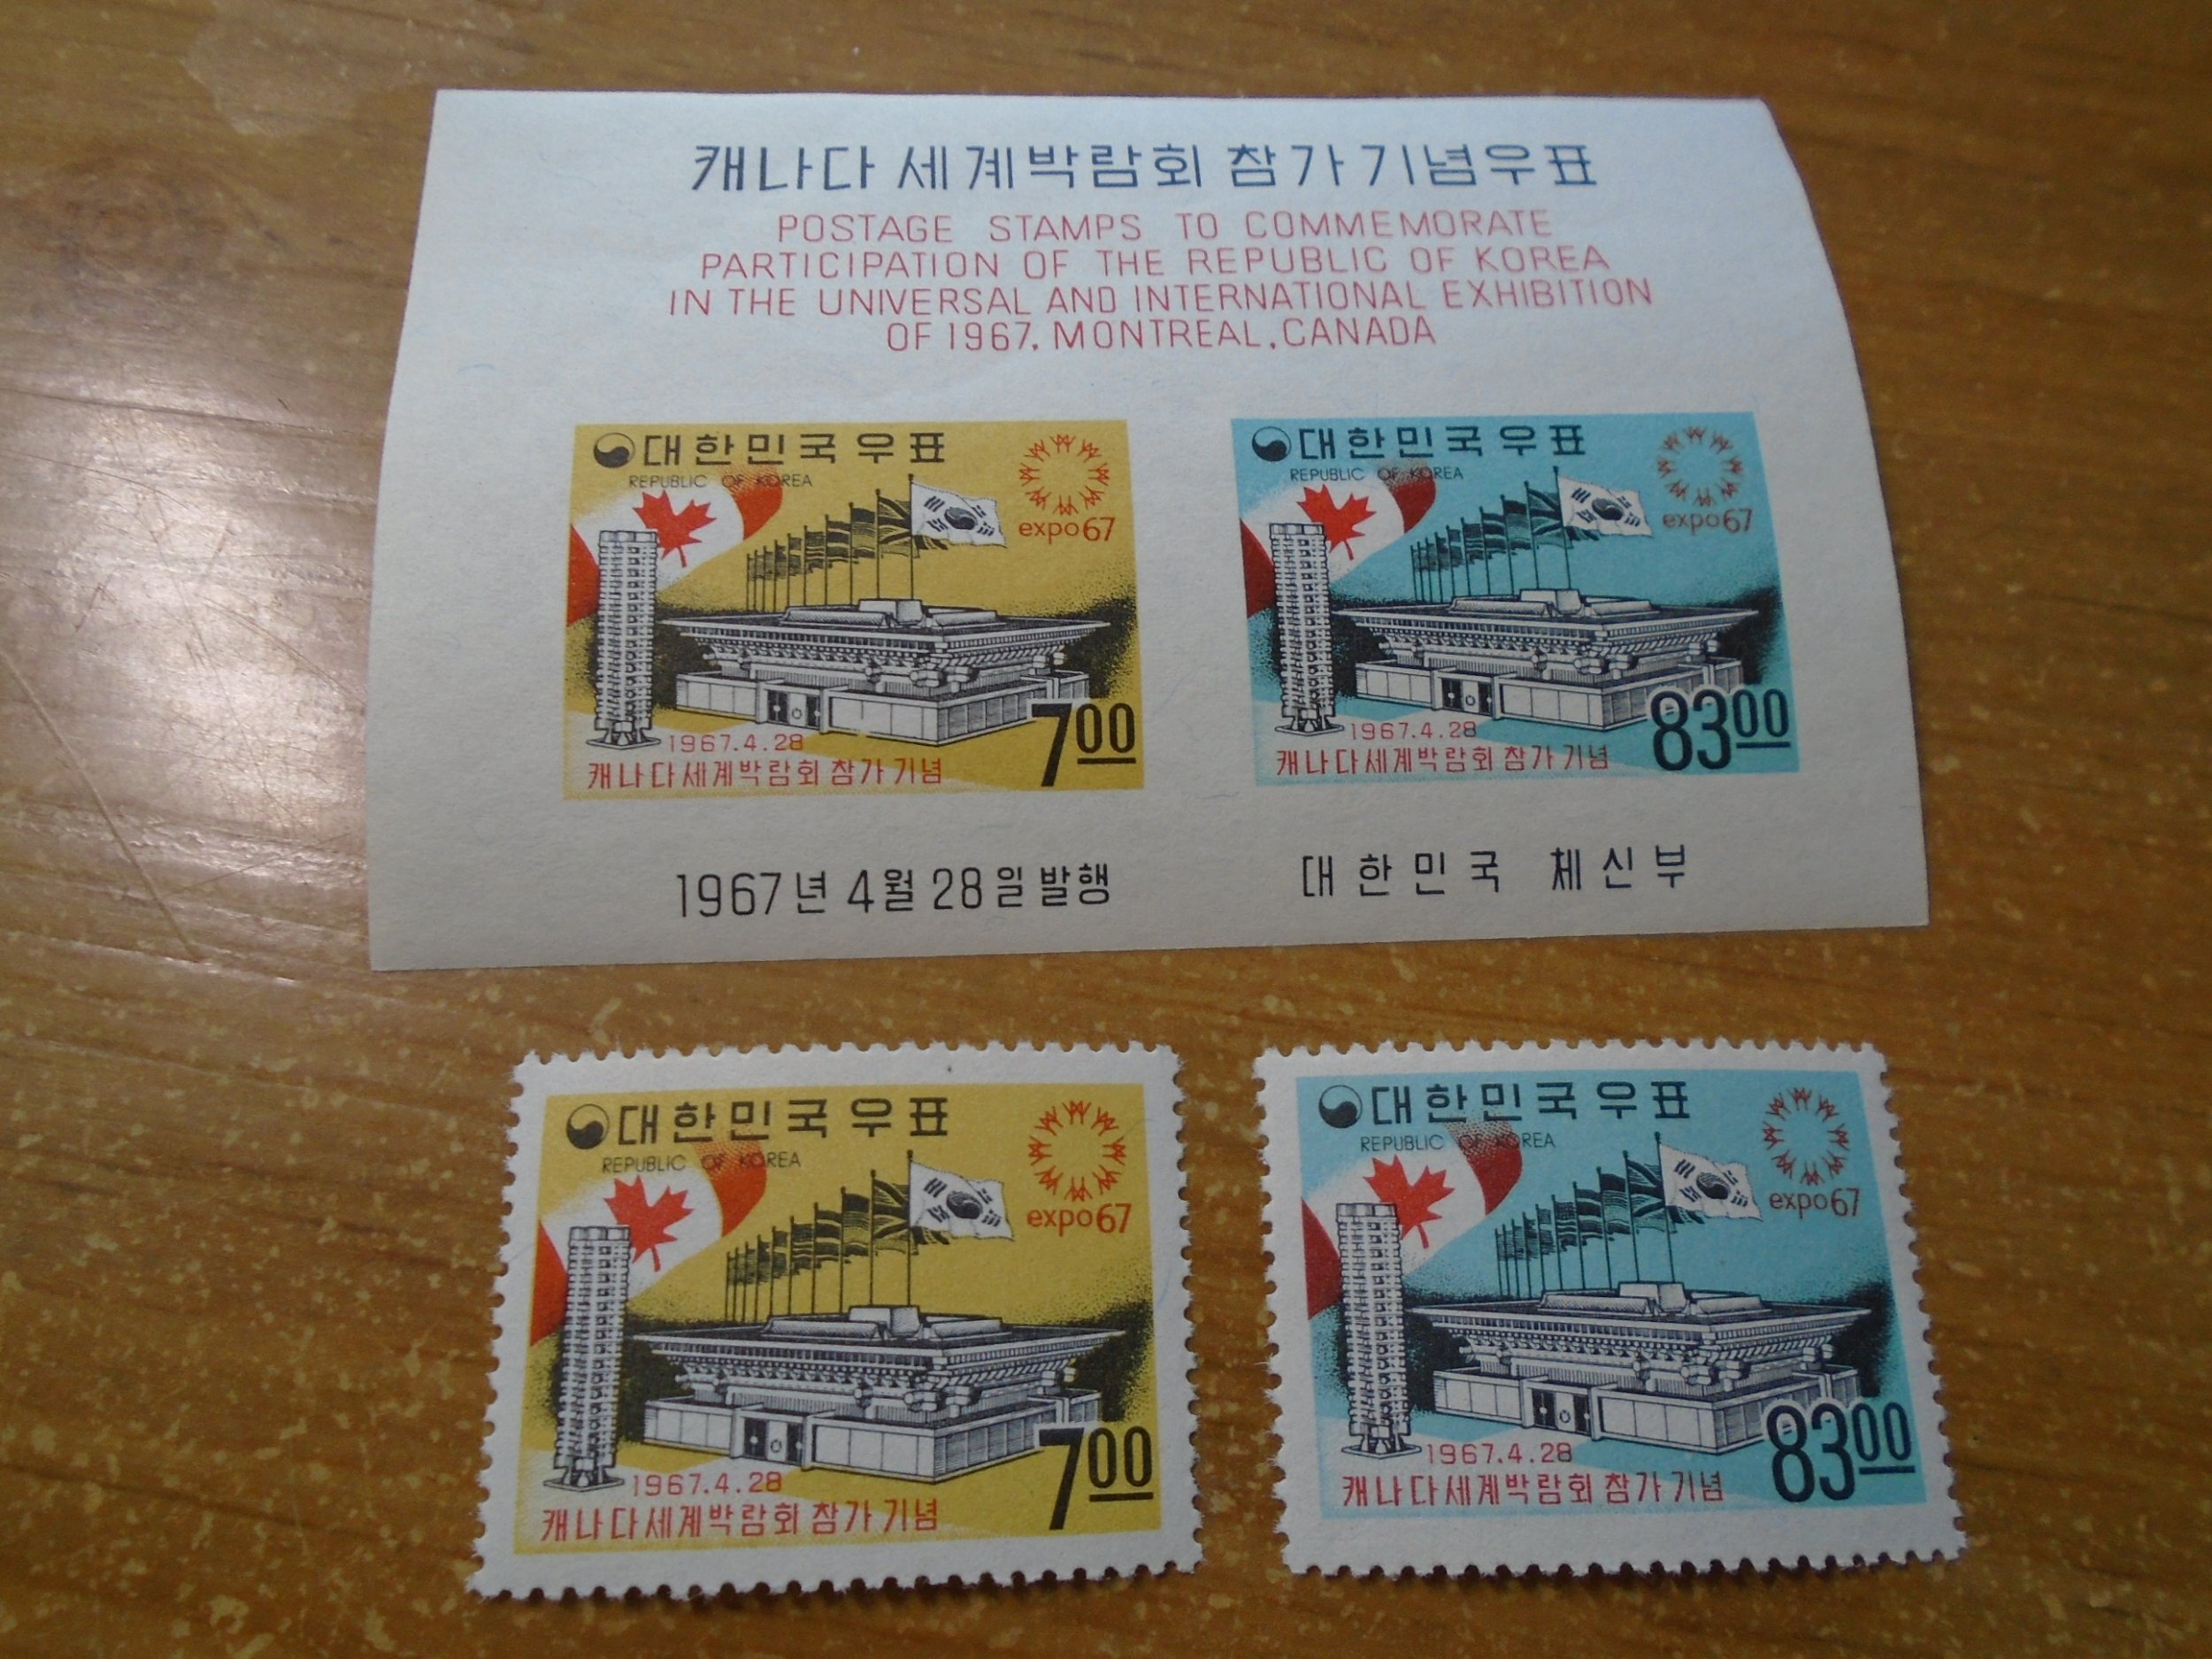 캐나다 세계박람회 참가기념우표
POSTAGE STAMPS TO COMMEMORATE
PARTICIPATION OF THE REPUBLIC OF KOREA
IN THE UNIVERSAL AND INTERNATIONAL EXHIBITION
OF 1967, MONTREAL, CANADA
대한민국우표
REPUBLIC OF KOREA
expo67
1967.4.28
캐나다세계박람회 참가기념
700
대한민국우표
REPUBLIC OF KOREA
expo67
1967.4.28
캐나다세계박람회 참가기념
8300
1967년 4월 28일 발행
대한민국 체신부
대한민국우표
REPUBLIC OF KOREA
expo67
1967.4.28
캐나다세계박람회 참가기념
700
대한민국우표
REPUBLIC OF KOREA
expo67
1967.4.28
캐나다세계박람회 참가기념
8300